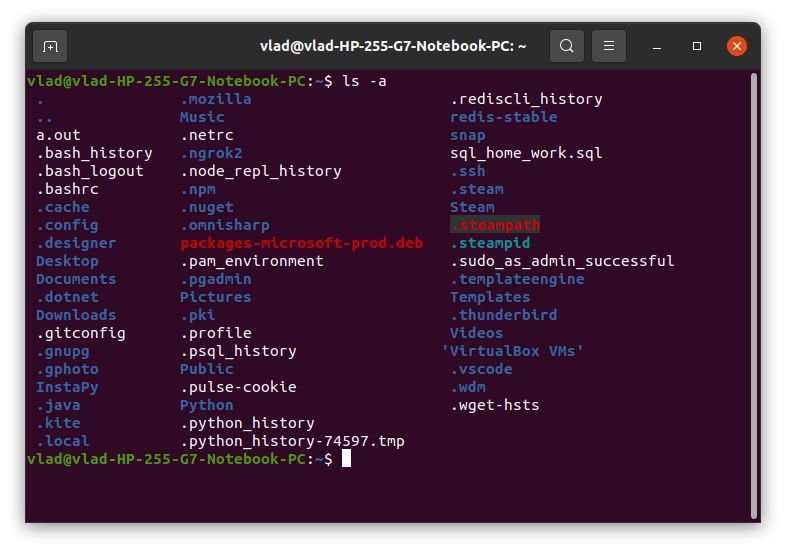 vlad@vlad-HP-255-G7-Notebook-PC: ~
vlad@vlad-HP-255-G7-Notebook-PC:~$ ls -a
. .mozilla .rediscli_history
.. Music redis-stable
a.out .netrc snap
.bash_history .ngrok2 sql_home_work.sql
.bash_logout .node_repl_history .ssh
.bashrc .npm .steam
.cache .nuget Steam
.config .omnisharp .steampath
.designer packages-microsoft-prod.deb .steampid
Desktop .pam_environment .sudo_as_admin_successful
Documents .pgadmin .templateengine
.dotnet Pictures Templates
Downloads .pki .thunderbird
.gitconfig .profile Videos
.gnupg .psql_history 'VirtualBox VMs'
.gphoto Public .vscode
InstaPy .pulse-cookie .wdm
.java Python .wget-hsts
.kite .python_history
.local .python_history-74597.tmp
vlad@vlad-HP-255-G7-Notebook-PC:~$